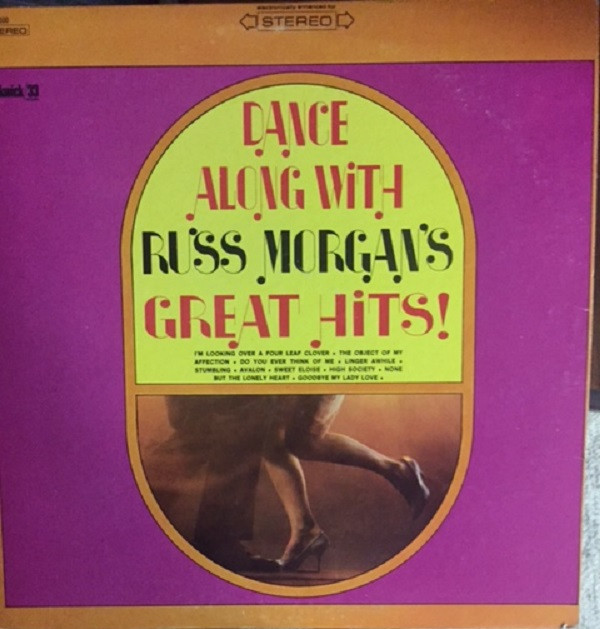 electronically enhanced for
STEREO
STEREO
33
DANCE
ALONG WiTH
RUSS MORGAN'S
GREAT HiTS!
I'M LOOKING OVER A FOUR LEAF CLOVER • THE OBJECT OF MY
AFFECTION • DO YOU EVER THINK OF ME • LINGER AWHILE •
STUMBLING • AVALON • SWEET ELOISE • HIGH SOCIETY • NONE
BUT THE LONELY HEART • GOODBYE MY LADY LOVE •